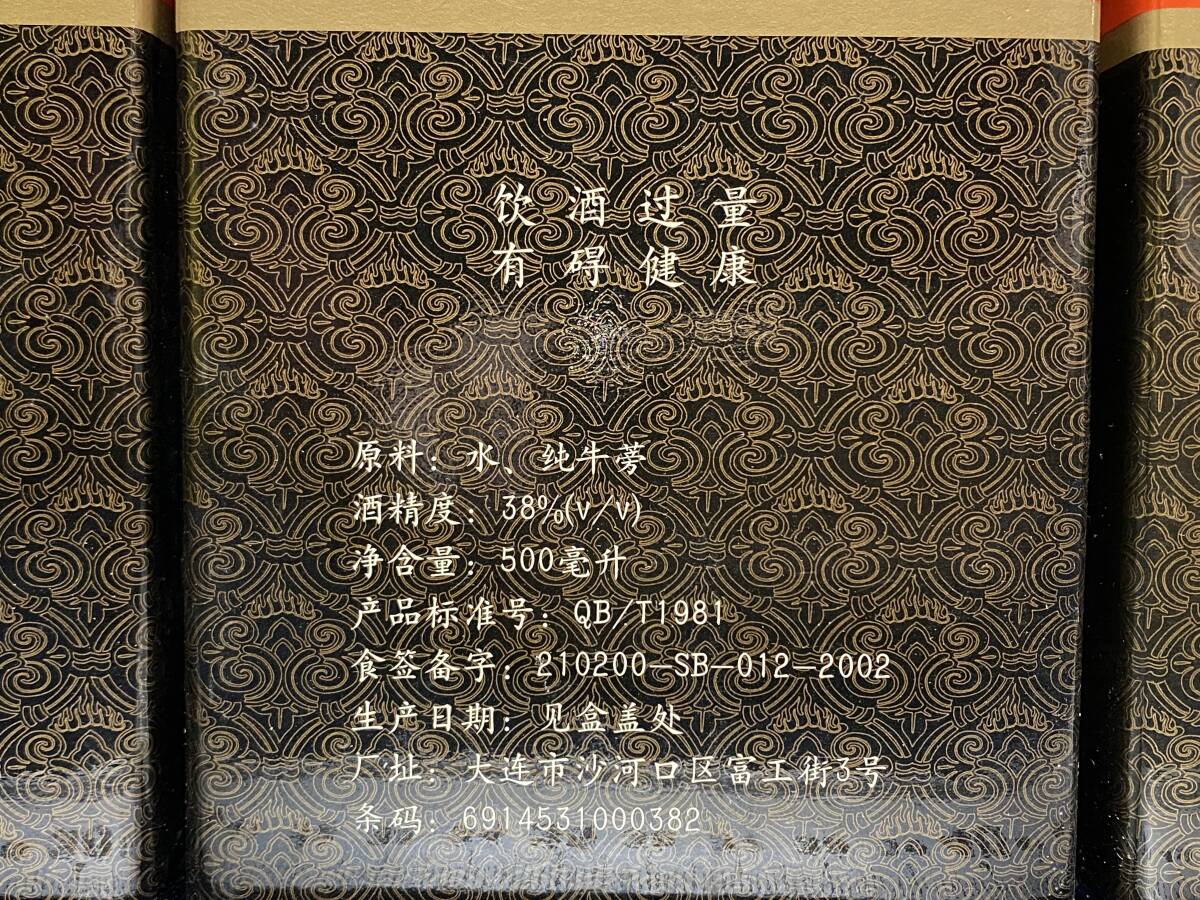 饮酒过量
有碍健康
原料：水、纯牛蒡
酒精度：38%(v/v)
净含量：500毫升
产品标准号：QB/T1981
食签备字：210200-SB-012-2002
生产日期：见盒盖处
厂址：大连市沙河口区富工街3号
条码：6914531000382